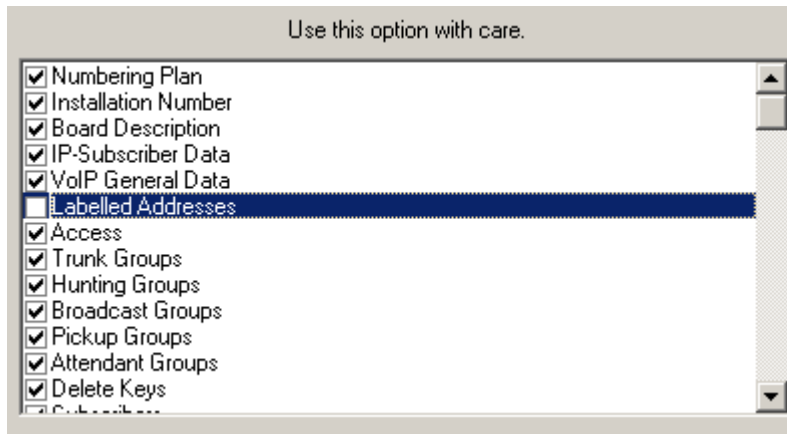 Use this option with care.
Numbering Plan
Installation Number
Board Description
IP-Subscriber Data
VoIP General Data
Labelled Addresses
Access
Trunk Groups
Hunting Groups
Broadcast Groups
Pickup Groups
Attendant Groups
Delete Keys